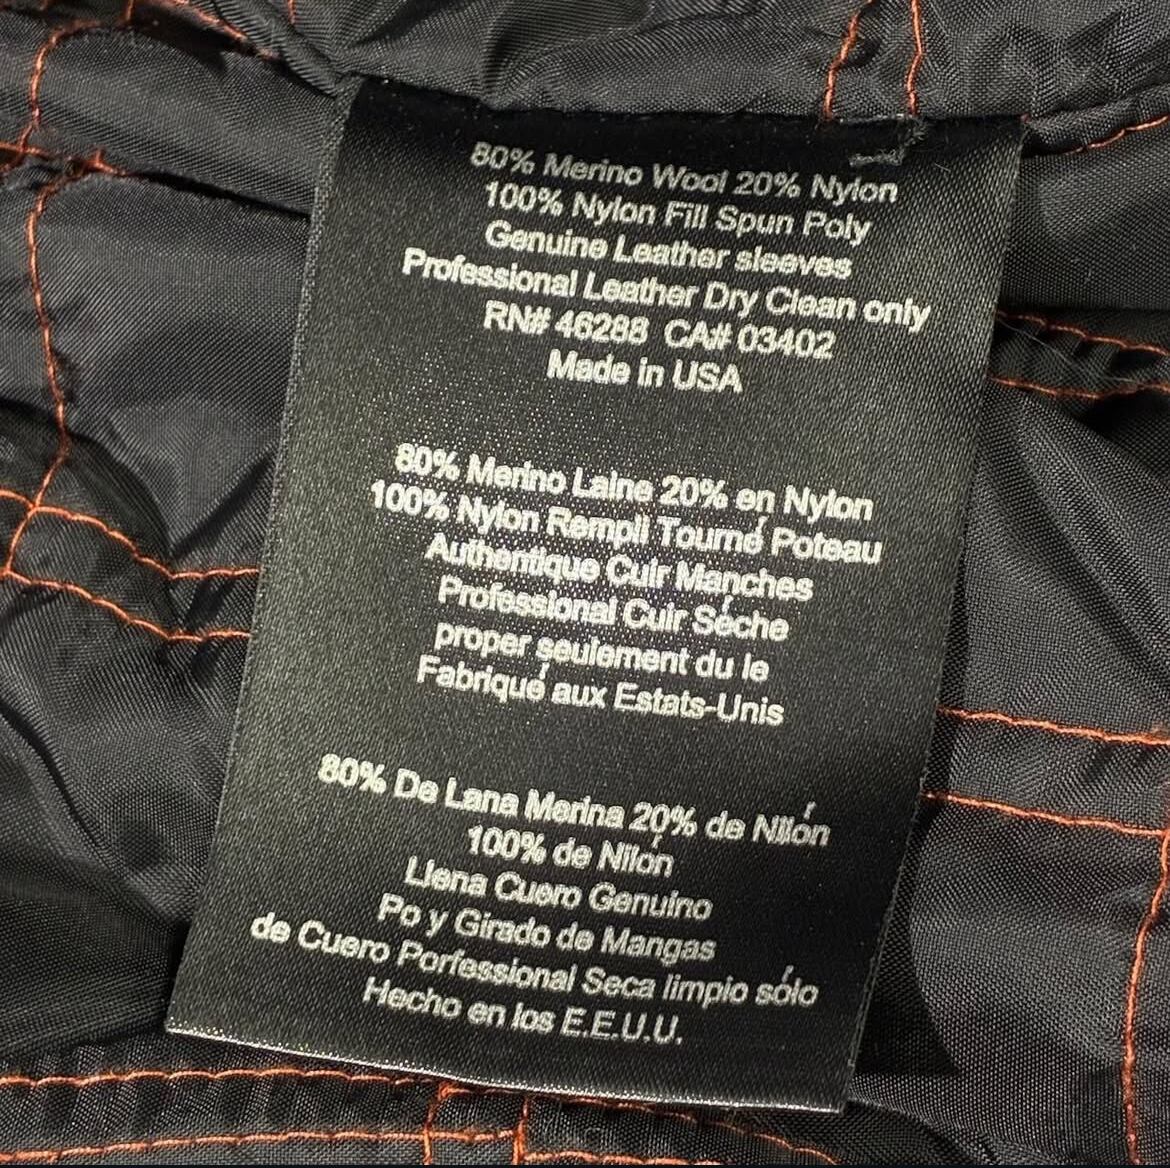 80% Merino Wool 20% Nylon
100% Nylon Fill Spun Poly
Genuine Leather sleeves
Professional Leather Dry Clean only
RN# 46288 CA# 03402
Made in USA
80% Merino Laine 20% en Nylon
100% Nylon Rempli Tourné Poteau
Authentique Cuir Manches
Professional Cuir Séche
proper seulement du le
Fabriqué aux Estats-Unis
80% De Lana Merina 20% de Nilón
100% de Nilón
Llena Cuero Genuino
Po y Girado de Mangas
de Cuero Porfessional Seca limpio sólo
Hecho en los E.E.U.U.